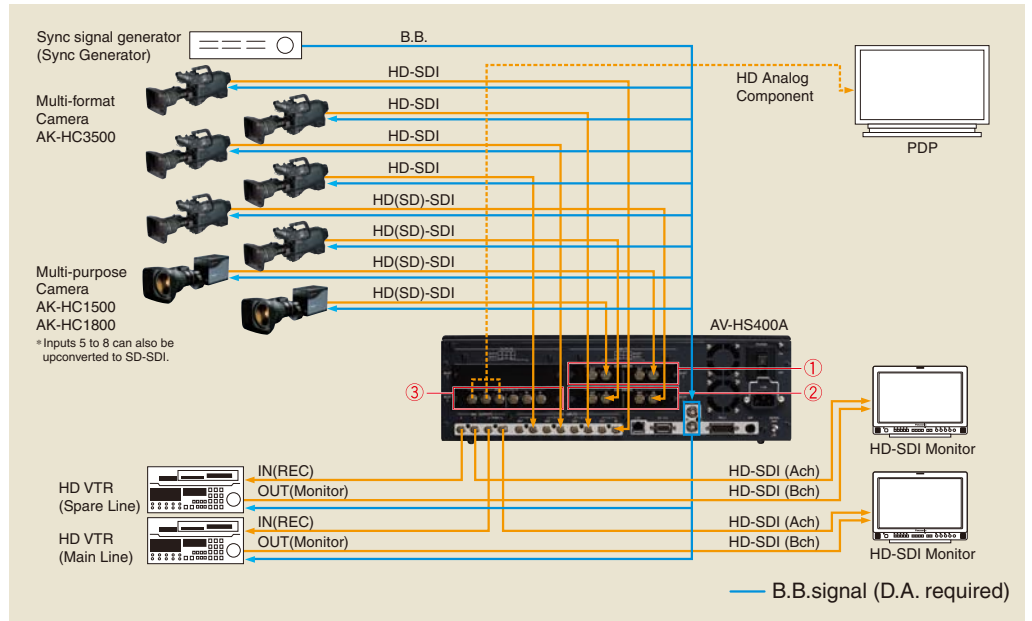 Sync signal generator
(Sync Generator)
B.B.
HD-SDI
HD Analog
Component
PDP
Multi-format
Camera
AK-HC3500
HD-SDI
HD-SDI
HD-SDI
HD(SD)-SDI
HD(SD)-SDI
HD(SD)-SDI
HD(SD)-SDI
Multi-purpose
Camera
AK-HC1500
AK-HC1800
*Inputs 5 to 8 can also be
upconverted to SD-SDI.
AV-HS400A
①
②
③
HD-SDI Monitor
HD VTR
(Spare Line)
IN(REC)
OUT(Monitor)
HD-SDI (Ach)
HD-SDI (Bch)
HD VTR
(Main Line)
IN(REC)
OUT(Monitor)
HD-SDI (Ach)
HD-SDI (Bch)
HD-SDI Monitor
B.B.signal (D.A. required)